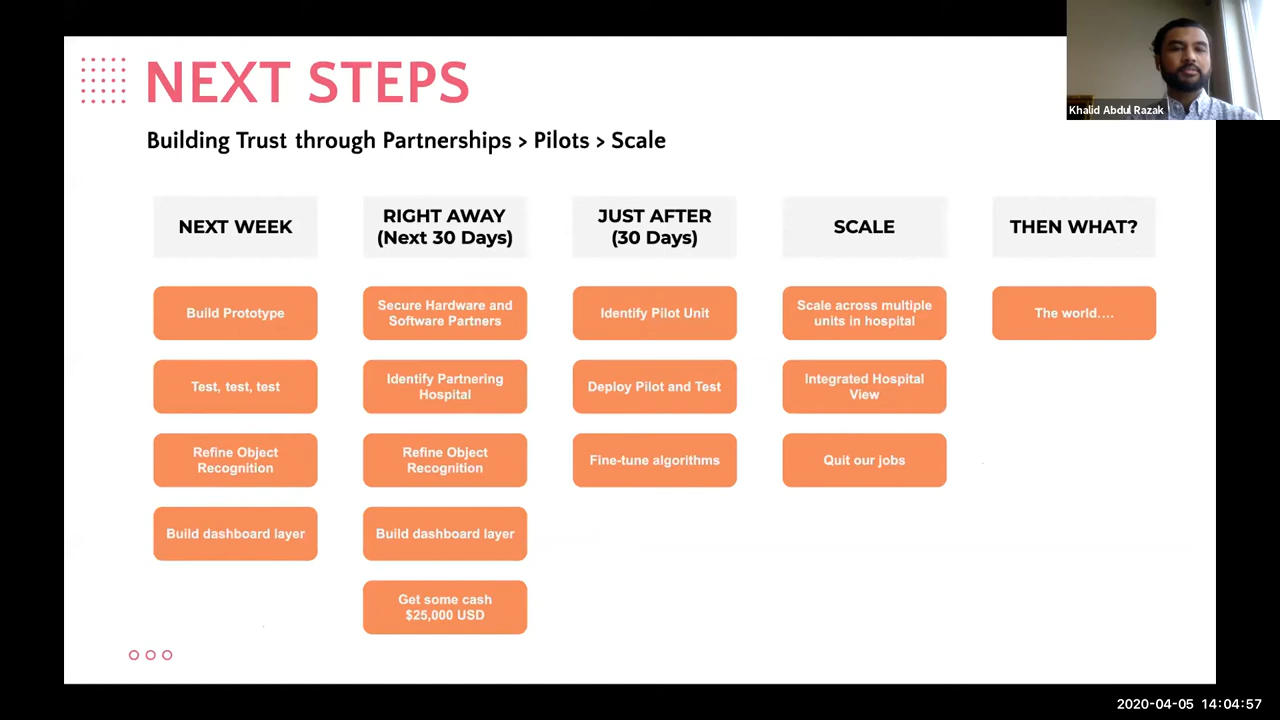 NEXT STEPS
Khalid Abdul Razak
Building Trust through Partnerships > Pilots > Scale
NEXT WEEK
Build Prototype
Test, test, test
Refine Object
Recognition
Build dashboard layer
RIGHT AWAY
(Next 30 Days)
Secure Hardware and
Software Partners
Identify Partnering
Hospital
Refine Object
Recognition
Build dashboard layer
Get some cash
$25,000 USD
JUST AFTER
(30 Days)
Identify Pilot Unit
Deploy Pilot and Test
Fine-tune algorithms
SCALE
Scale across multiple
units in hospital
Integrated Hospital
View
Quit our jobs
THEN WHAT?
The world....
2020-04-05 14:04:57